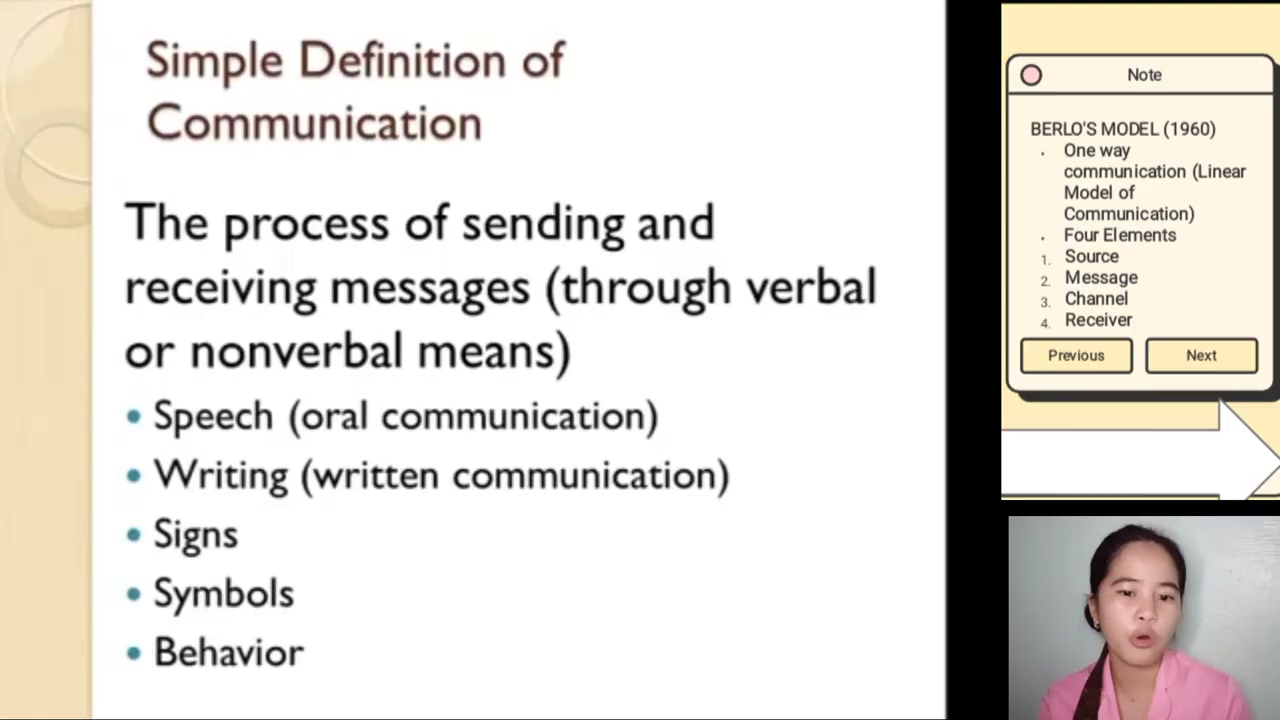 Simple Definition of
Communication
The process of sending and
receiving messages (through verbal
or nonverbal means)
• Speech (oral communication)
• Writing (written communication)
• Signs
• Symbols
• Behavior
Note
BERLO'S MODEL (1960)
• One way
communication (Linear
Model of
Communication)
• Four Elements
1. Source
2. Message
3. Channel
4. Receiver
Previous
Next